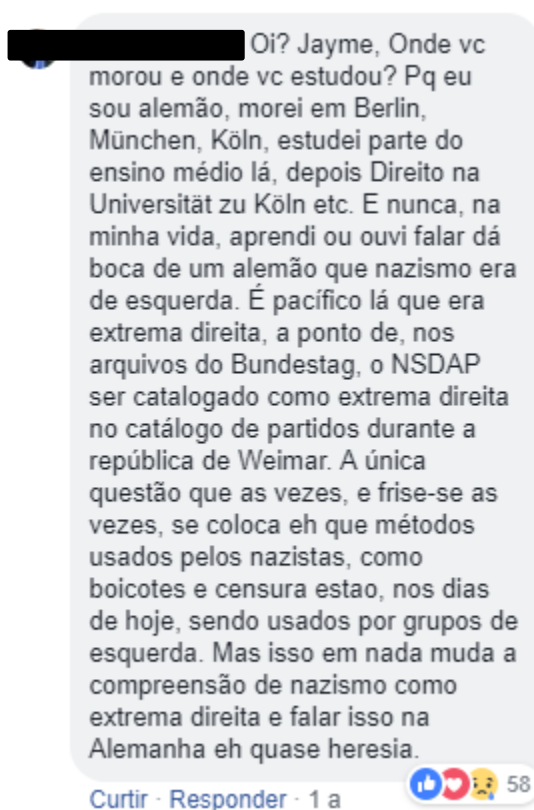 Oi? Jayme, Onde vc
morou e onde vc estudou? Pq eu
sou alemão, morei em Berlin,
München, Köln, estudei parte do
ensino médio lá, depois Direito na
Universität zu Köln etc. E nunca, na
minha vida, aprendi ou ouvi falar dá
boca de um alemão que nazismo era
de esquerda. É pacífico lá que era
extrema direita, a ponto de, nos
arquivos do Bundestag, o NSDAP
ser catalogado como extrema direita
no catálogo de partidos durante a
república de Weimar. A única
questão que as vezes, e frise-se as
vezes, se coloca eh que métodos
usados pelos nazistas, como
boicotes e censura estao, nos dias
de hoje, sendo usados por grupos de
esquerda. Mas isso em nada muda a
compreensão de nazismo como
extrema direita e falar isso na
Alemanha eh quase heresia.
58
Curtir · Responder · 1 a